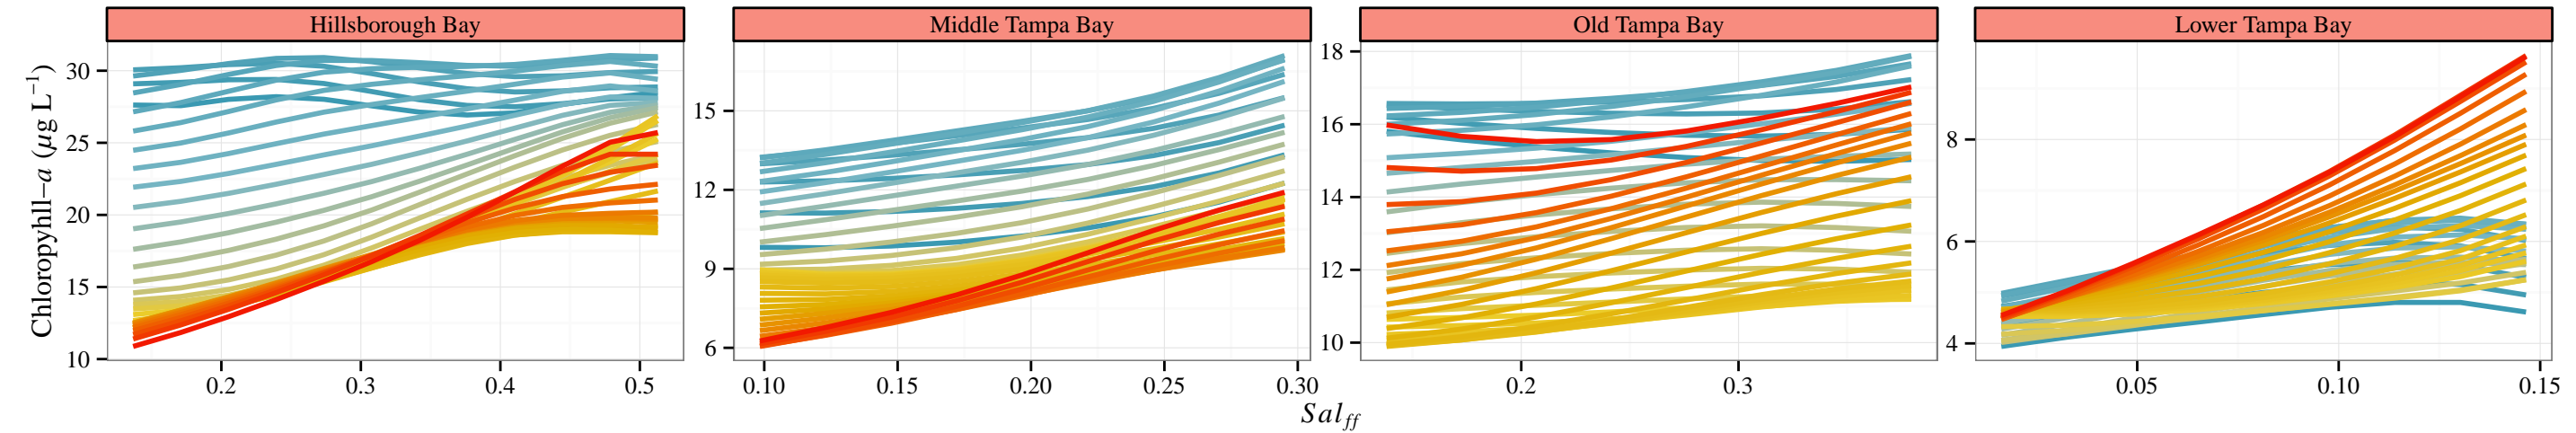 Hillsborough Bay
Middle Tampa Bay
Old Tampa Bay
Lower Tampa Bay
Chloropyhll−a (μg L−1)
30
25
20
15
10
0.2 0.3 0.4 0.5
15
12
9
6
0.10 0.15 0.20 0.25 0.30
18
16
14
12
10
0.2 0.3
8
6
4
0.05 0.10 0.15
Salff